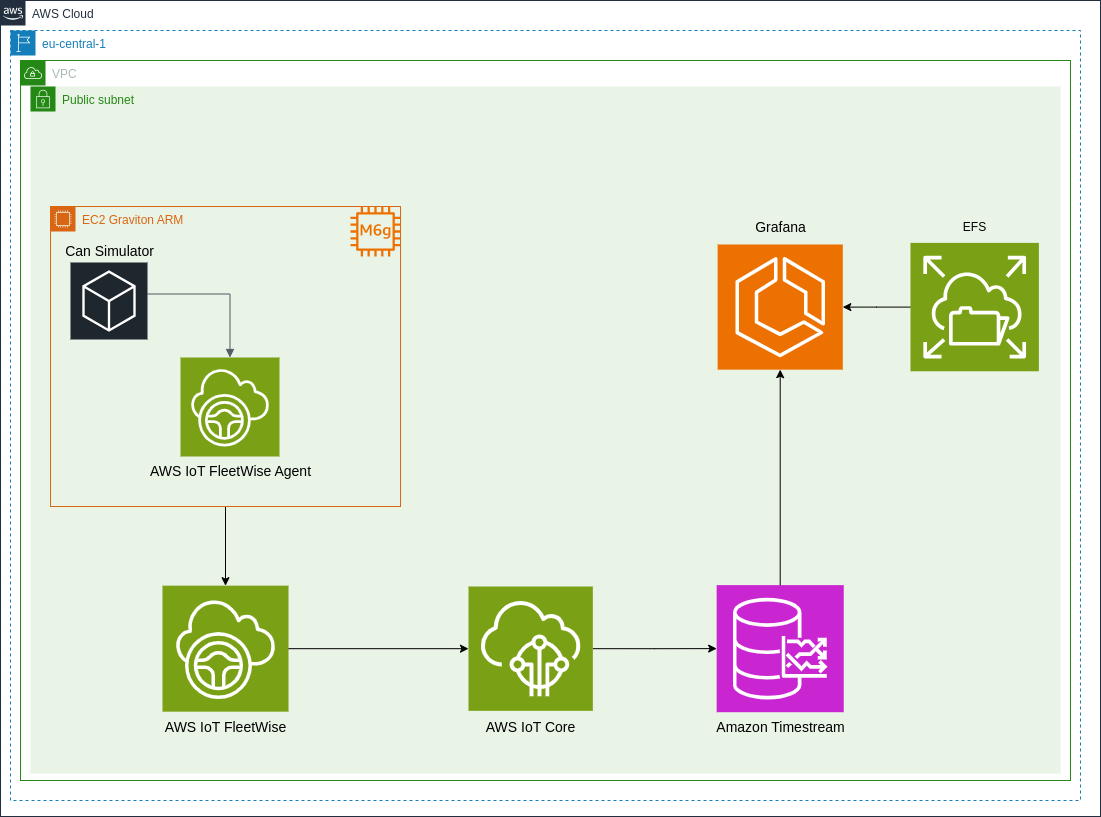 aws
AWS Cloud
eu-central-1
VPC
Public subnet
EC2 Graviton ARM
M6g
Can Simulator
AWS IoT FleetWise Agent
Grafana
EFS
AWS IoT FleetWise
AWS IoT Core
Amazon Timestream